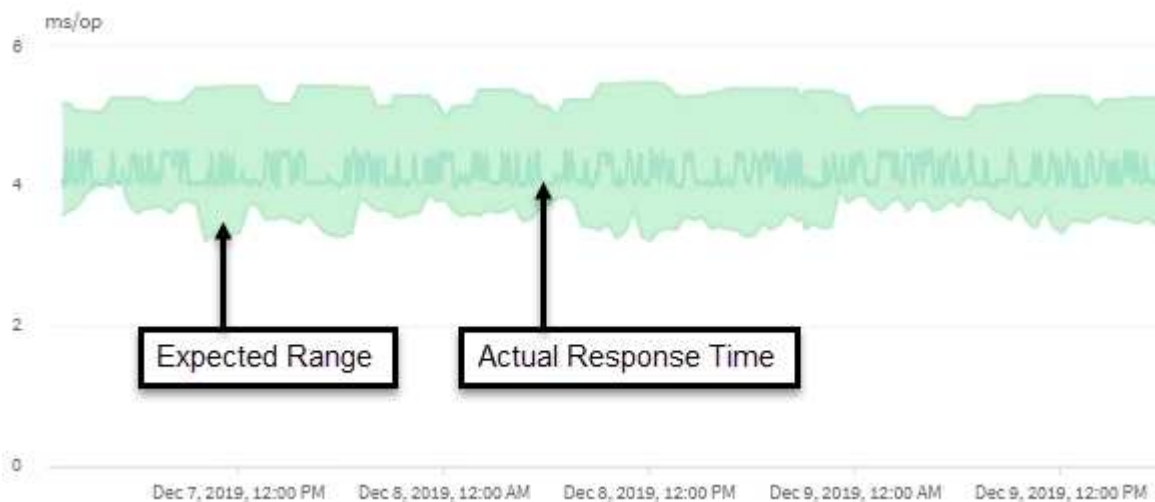 ms/op
6
4
Expected Range
Actual Response Time
2
0
Dec 7, 2019, 12:00 PM
Dec 8, 2019, 12:00 AM
Dec 8, 2019, 12:00 PM
Dec 9, 2019, 12:00 AM
Dec 9, 2019, 12:00 PM